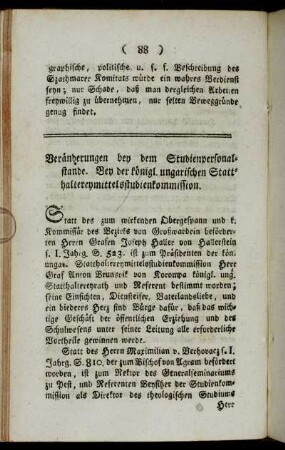 ( 88 )
graphische, politische u. s. f. Beschreibung des
Szathmarer Komitats würde ein wahres Verdienst
seyn; nur Schade, daß man dergleichen Arbeiten
freywillig zu übernehmen, nur selten Beweggründe
genug findet.
Veränderungen bey dem Studienpersonal-
stande. Bey der königl. ungarischen Statt-
haltereymittelsstudienkommission.
Statt des zum wirkenden Obergespann und k.
Kommissär des Bezirks von Großwardein beförder-
ten Herrn Grafen Joseph Haller von Hallerstein
s. I. Jahrg. S. 523. ist zum Präsidenten der kön.
ungar. Statthaltereymittelsstudienkommission Herr
Graf Anton Brunswik von Korompa königl. ung.
Statthaltereyrath und Referent bestimmt worden;
seine Einsichten, Diensteifer, Vaterlandsliebe, und
ein biederes Herz sind Bürge dafür, daß das wich-
tige Geschäft der öffentlichen Erziehung und des
Schulwesens unter seiner Leitung alle erforderliche
Vortheile gewinnen werde.
Statt des Herrn Maximilian v. Verhovacz s. I.
Jahrg. S. 810. der zum Bischof von Agram befördert
worden, ist zum Rektor des Generalseminariums
zu Pest, und Referenten Beysitzer der Studienkom-
mission als Direktor des theologischen Studiums
Herr